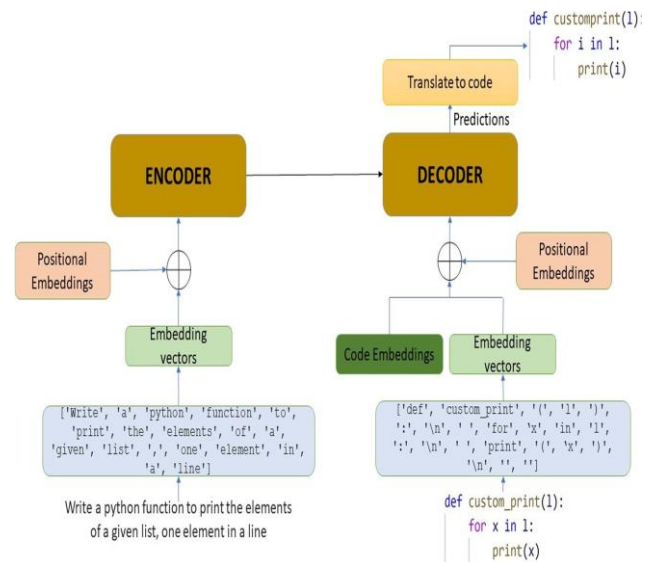 def customprint(l):
for i in l:
print(i)
Translate to code
Predictions
ENCODER
DECODER
Positional
Embeddings
Positional
Embeddings
Embedding
vectors
Code Embeddings
Embedding
vectors
['Write', 'a', 'python', 'function', 'to',
'print', 'the', 'elements', 'of', 'a',
'given', 'list', ',', 'one', 'element', 'in',
'a', 'line']
['def', 'custom_print', '(', 'l', ')',
':', '\n', ' ', 'for', 'x', 'in', 'l',
':', '\n', ' ', 'print', '(', 'x', ')',
'\n', '', '']
Write a python function to print the elements
of a given list, one element in a line
def custom_print(l):
for x in l:
print(x)